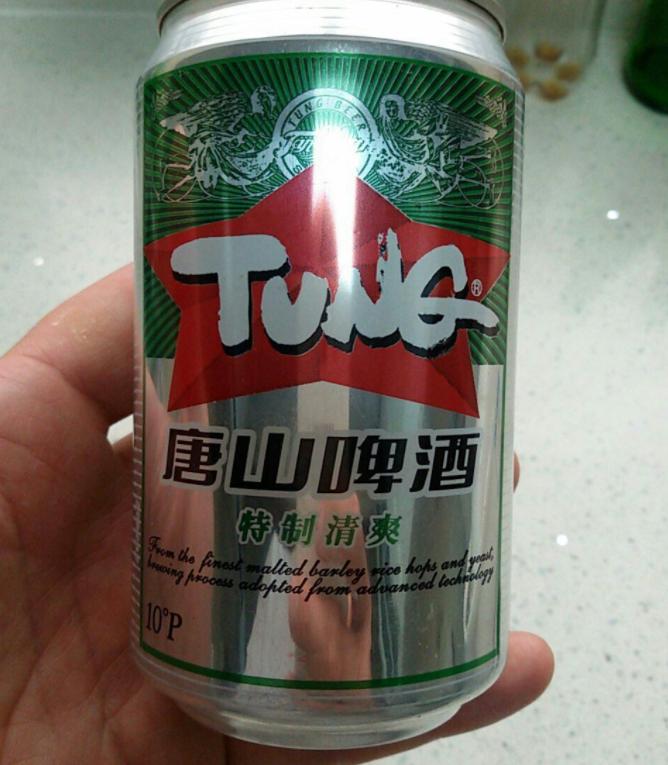 TUNG BEER
TUNG®
唐山啤酒
特制清爽
From the finest malted barley rice hops and yeast,
brewing process adopted from advanced technology
10°P